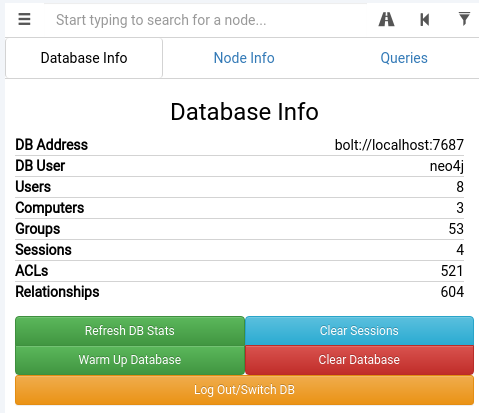 Start typing to search for a node...
Database Info Node Info Queries
Database Info
DB Address bolt://localhost:7687
DB User neo4j
Users 8
Computers 3
Groups 53
Sessions 4
ACLs 521
Relationships 604
Refresh DB Stats Clear Sessions
Warm Up Database Clear Database
Log Out/Switch DB